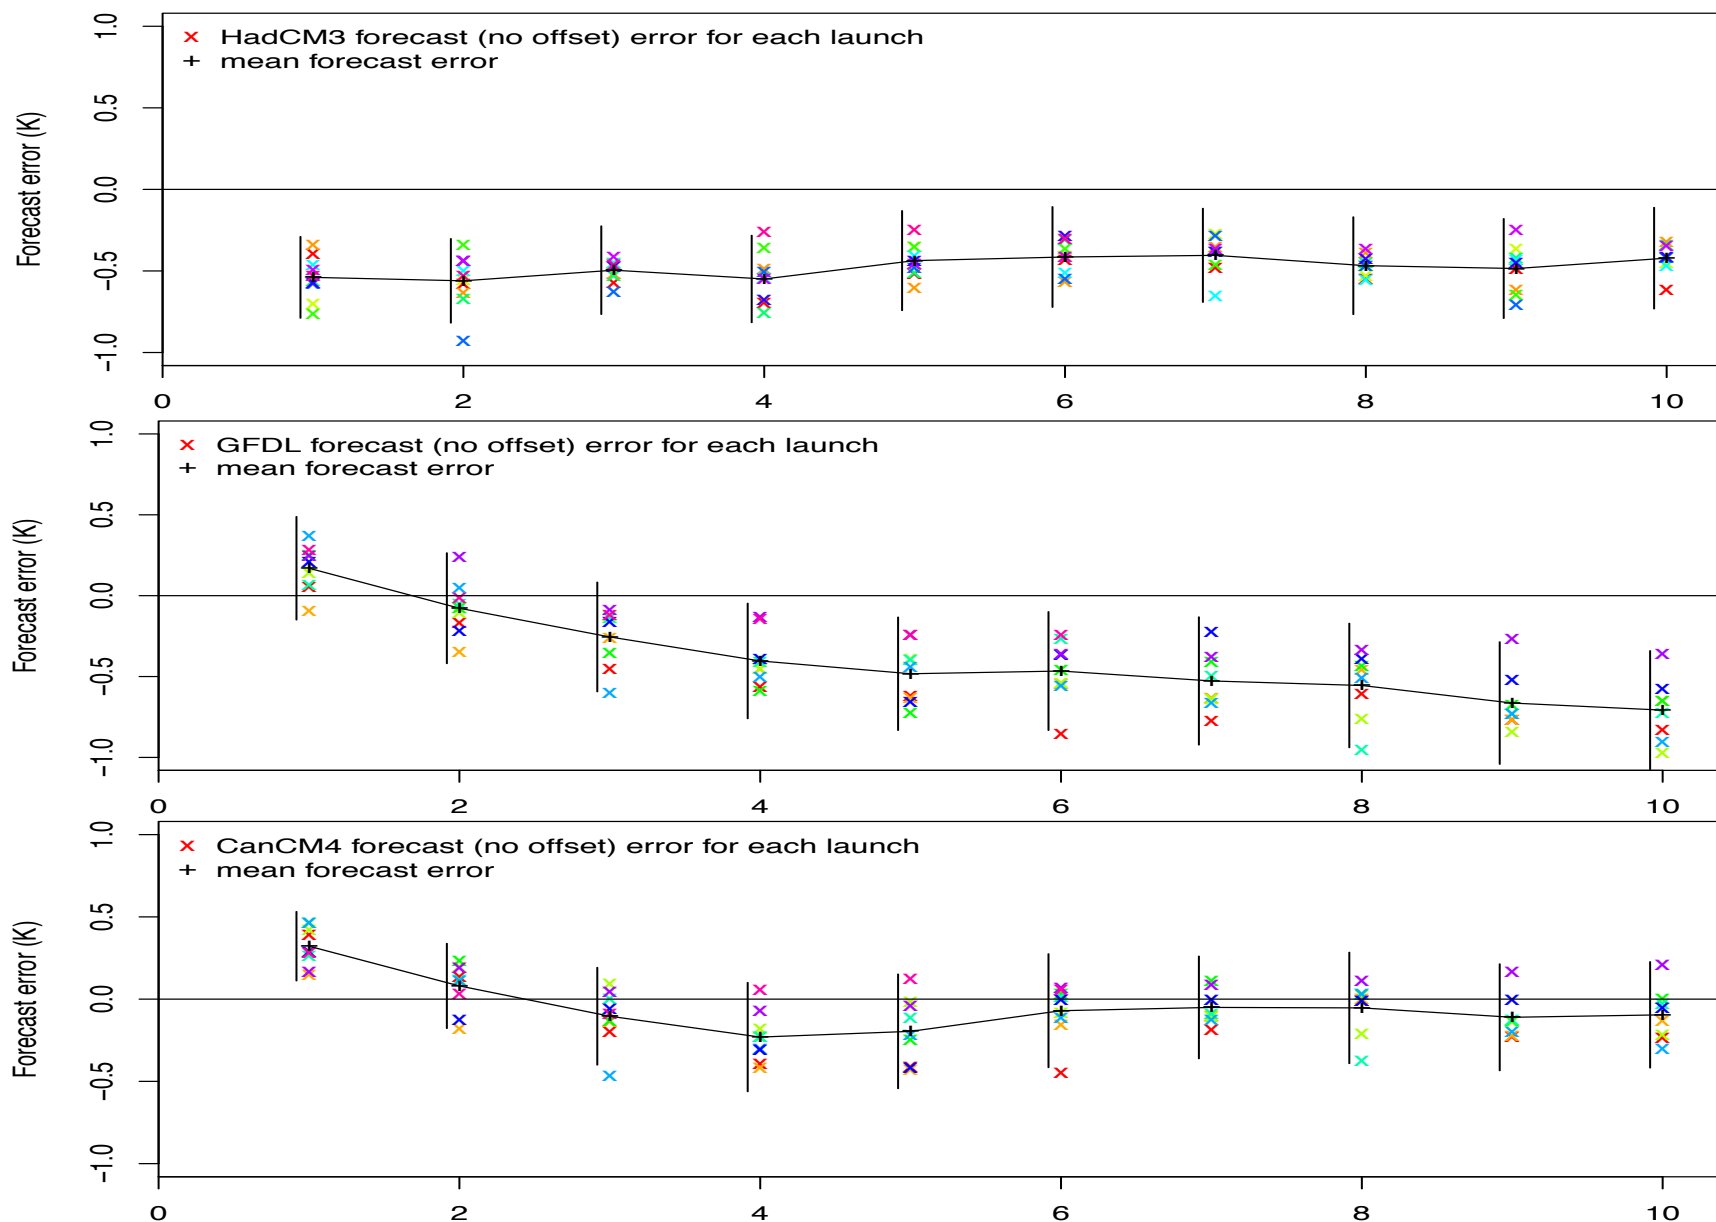 Forecast error (K)
1.0
0.5
0.0
−0.5
−1.0
× HadCM3 forecast (no offset) error for each launch
+ mean forecast error
0 2 4 6 8 10
Forecast error (K)
1.0
0.5
0.0
−0.5
−1.0
× GFDL forecast (no offset) error for each launch
+ mean forecast error
0 2 4 6 8 10
Forecast error (K)
1.0
0.5
0.0
−0.5
−1.0
× CanCM4 forecast (no offset) error for each launch
+ mean forecast error
0 2 4 6 8 10